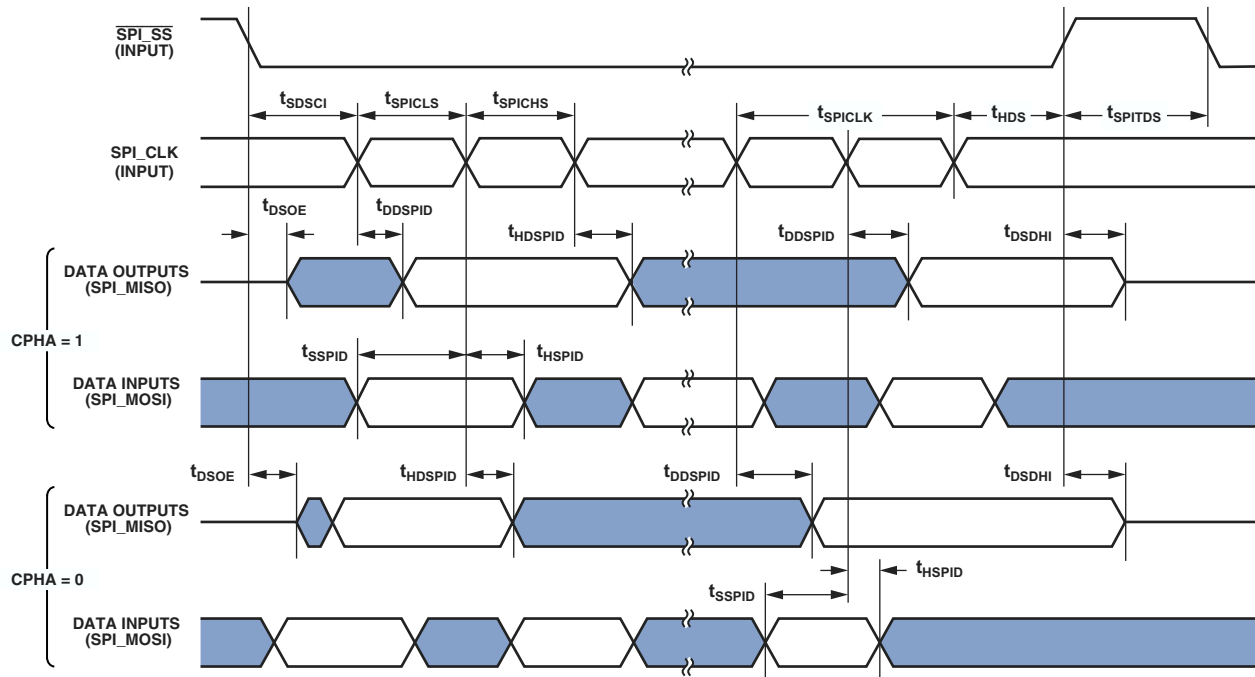 SPI_SS
(INPUT)
tSDSCI tSPICLS tSPICHS tSPICLK tHDS tSPITDS
SPI_CLK
(INPUT)
tDSOE tDDSPID tHDSPID tDDSPID tDSDHI
DATA OUTPUTS
(SPI_MISO)
CPHA = 1
tSSPID tHSPID
DATA INPUTS
(SPI_MOSI)
tDSOE tHDSPID tDDSPID tDSDHI
DATA OUTPUTS
(SPI_MISO)
CPHA = 0
tSSPID tHSPID
DATA INPUTS
(SPI_MOSI)